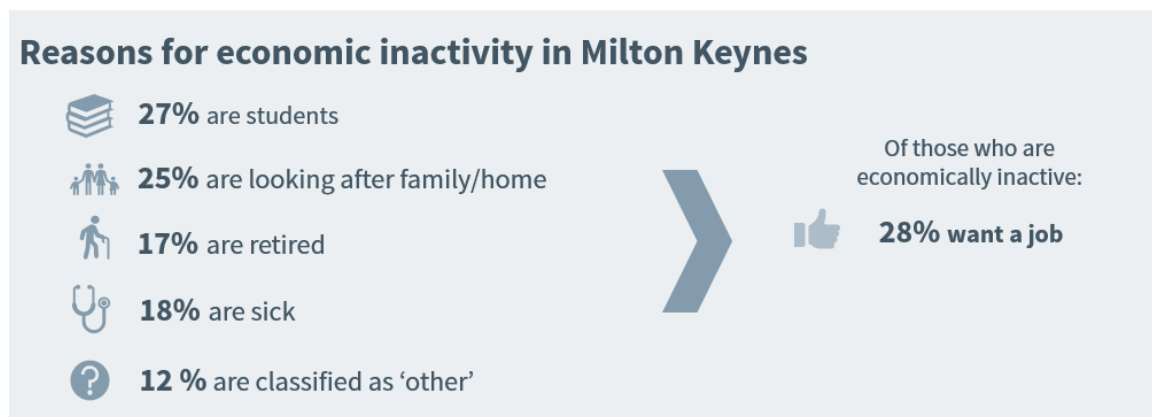 Reasons for economic inactivity in Milton Keynes
27% are students
25% are looking after family/home
17% are retired
18% are sick
12 % are classified as ‘other’
Of those who are
economically inactive:
28% want a job